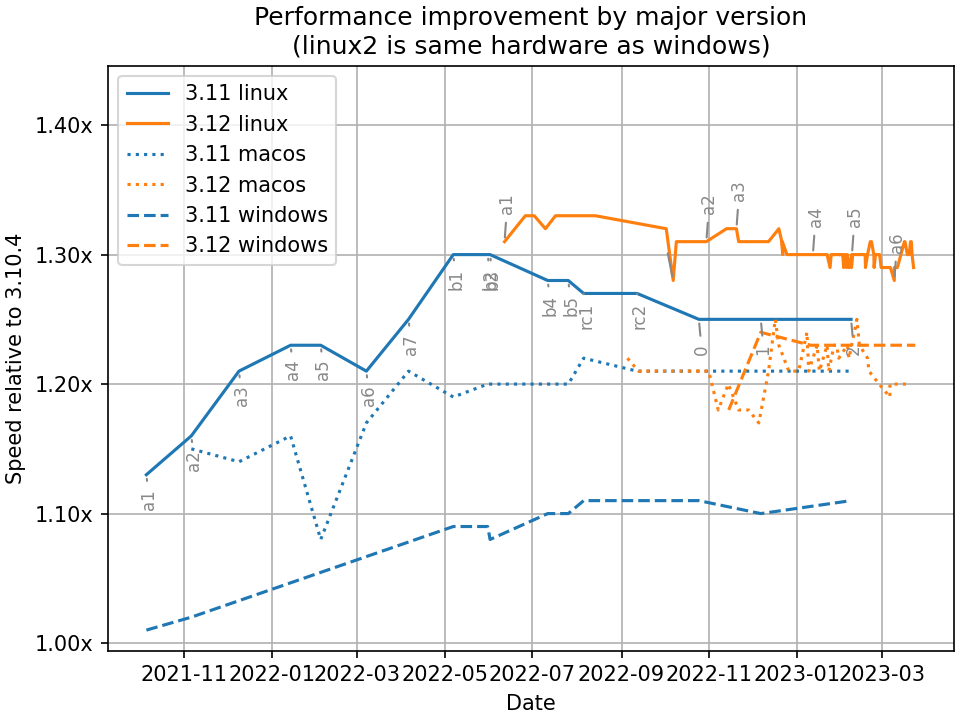 Performance improvement by major version
(linux2 is same hardware as windows)
3.11 linux
3.12 linux
3.11 macos
3.12 macos
3.11 windows
3.12 windows
Speed relative to 3.10.4
1.40x
1.30x
1.20x
1.10x
1.00x
a1
a2
a3
a4
a5
a6
a7
b1
b3
b4
b5
rc1
rc2
0
1
2
a1
a2
a3
a4
a5
a6
2021-11
2022-01
2022-03
2022-05
2022-07
2022-09
2022-11
2023-01
2023-03
Date